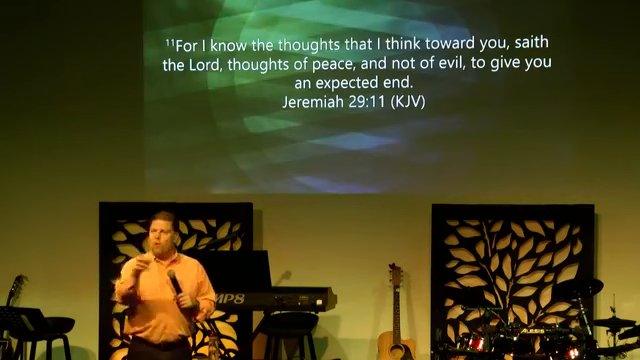 ¹¹For I know the thoughts that I think toward you, saith
the Lord, thoughts of peace, and not of evil, to give you
an expected end.
Jeremiah 29:11 (KJV)
MP8
ALESIS